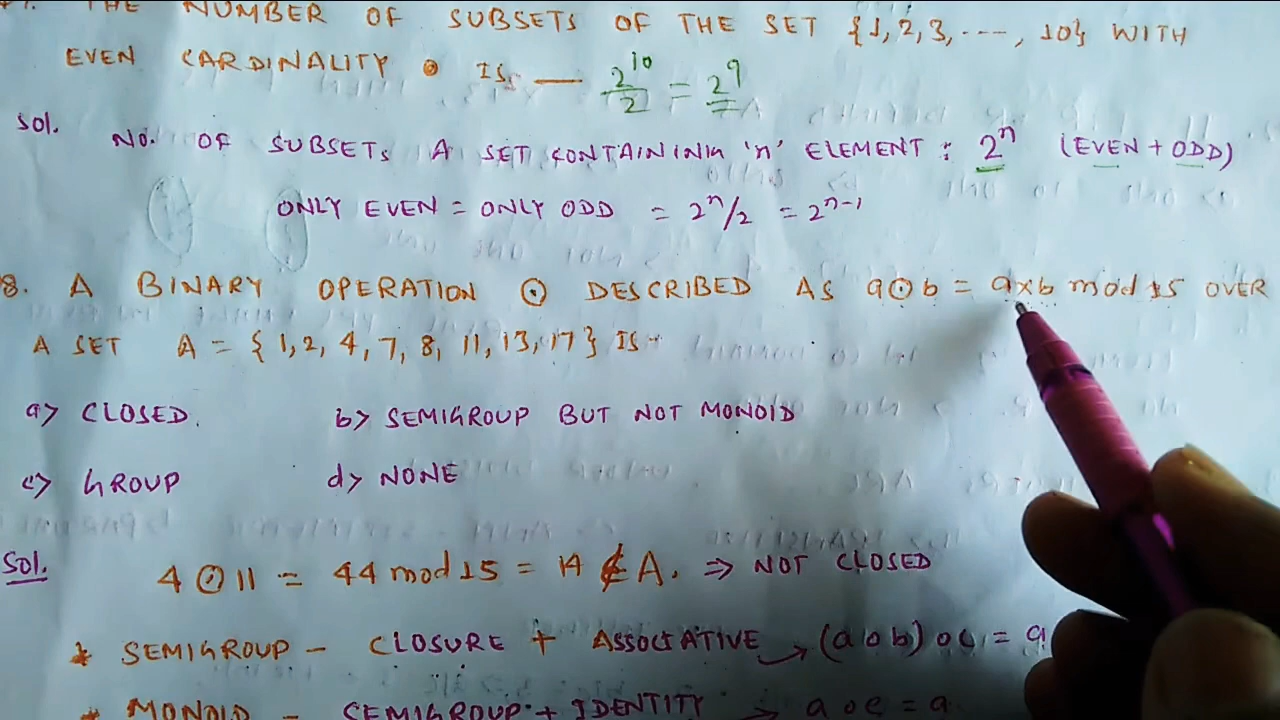 THE NUMBER OF SUBSETS OF THE SET {1, 2, 3, ----, 10} WITH
EVEN CARDINALITY IS — 2^10/2 = 2^9
Sol. NO. OF SUBSETS A SET CONTAINING 'n' ELEMENT : 2^n (EVEN + ODD)
ONLY EVEN = ONLY ODD = 2^n/2 = 2^n-1
8. A BINARY OPERATION ⊙ DESCRIBED AS a⊙b = a×b mod 15 OVER
A SET A = {1, 2, 4, 7, 8, 11, 13, 17} IS
a> CLOSED. b> SEMIGROUP BUT NOT MONOID
c> GROUP d> NONE
Sol. 4 ⊙ 11 = 44 mod 15 = 14 ∉ A. ⇒ NOT CLOSED
* SEMIGROUP - CLOSURE + ASSOCIATIVE → (a o b) o c = a
* MONOID - SEMIGROUP + IDENTITY → a o e = a